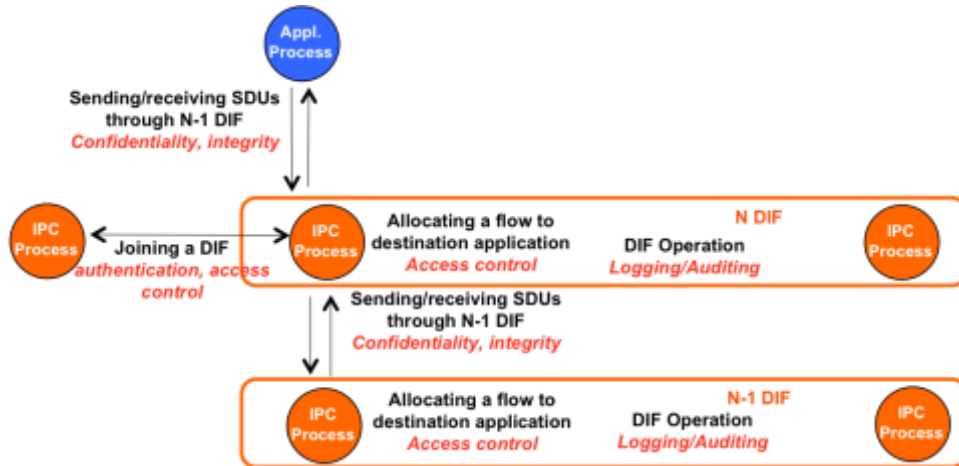 Appl.
Process
Sending/receiving SDUs
through N-1 DIF
Confidentiality, integrity
IPC
Process
Joining a DIF
authentication, access
control
IPC
Process
Allocating a flow to
destination application
Access control
N DIF
DIF Operation
Logging/Auditing
IPC
Process
Sending/receiving SDUs
through N-1 DIF
Confidentiality, integrity
IPC
Process
Allocating a flow to
destination application
Access control
N-1 DIF
DIF Operation
Logging/Auditing
IPC
Process